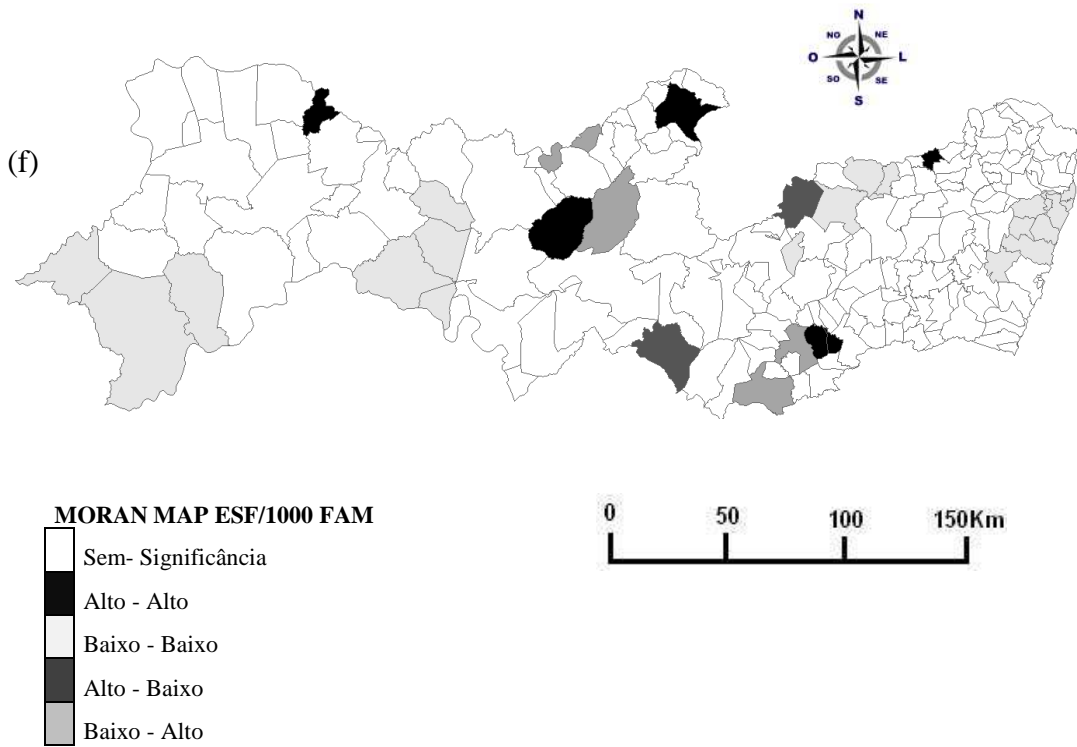 N
NO NE
O L
SO SE
S
(f)
MORAN MAP ESF/1000 FAM
Sem- Significância
Alto - Alto
Baixo - Baixo
Alto - Baixo
Baixo - Alto
0 50 100 150Km